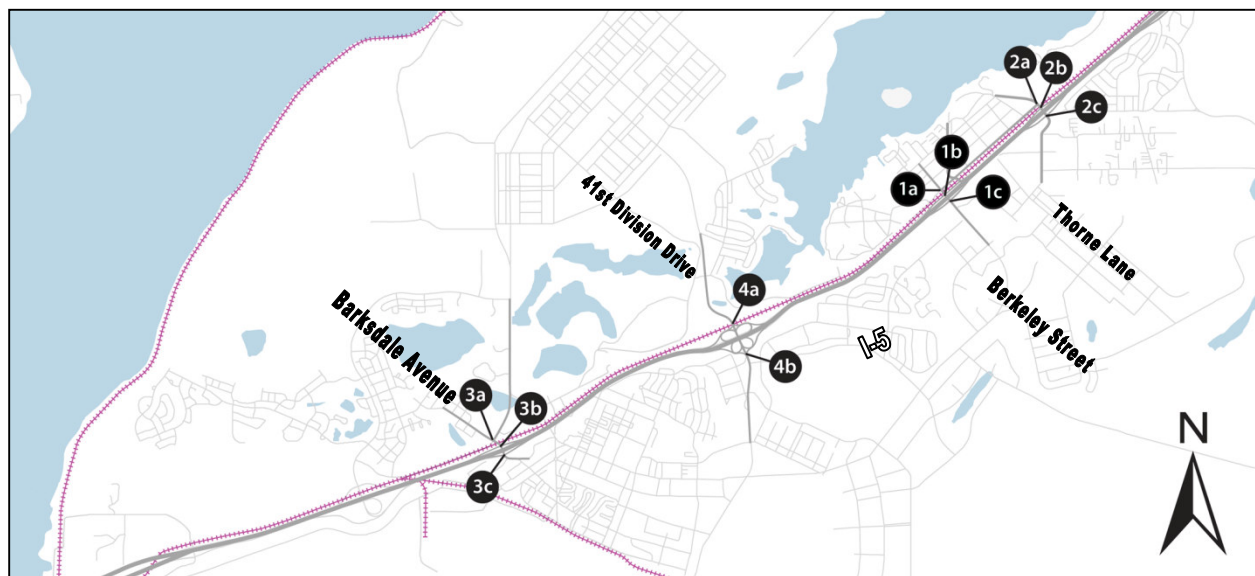 2a
2b
2c
1b
1a
1c
41st Division Drive
Thorne Lane
4a
Berkeley Street
Barksdale Avenue
I-5
4b
3a
3b
3c
N